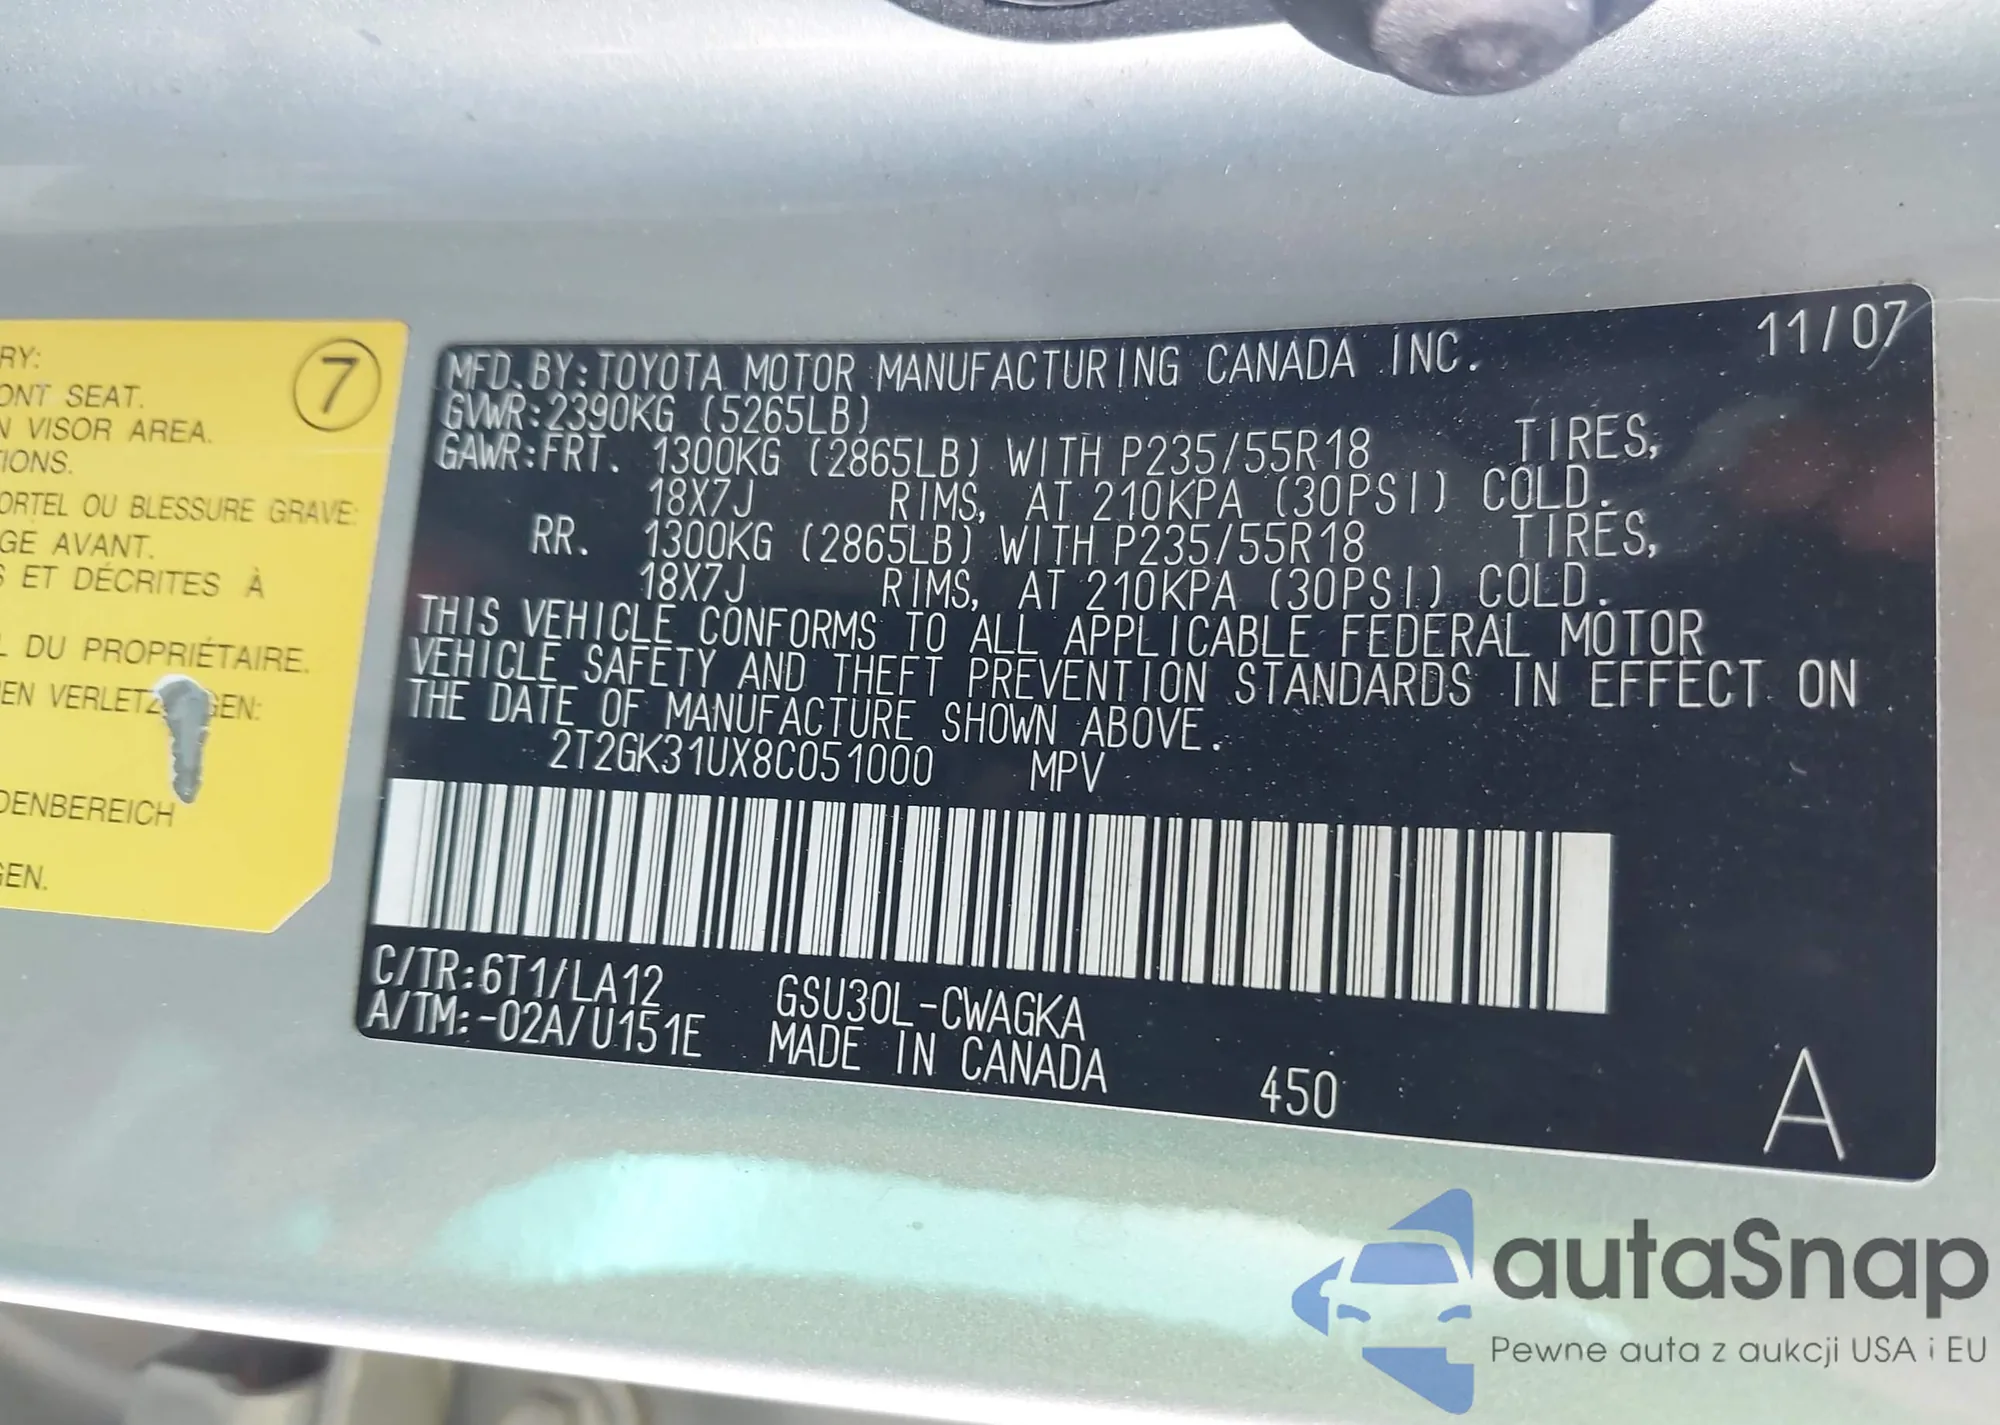 RY:
ONT SEAT.
N VISOR AREA.
IONS.
ORTEL OU BLESSURE GRAVE:
GE AVANT.
S ET DÉCRITES À
L DU PROPRIÉTAIRE.
EN VERLETZ GEN:
DENBEREICH
GEN.
7
MFD. BY: TOYOTA MOTOR MANUFACTURING CANADA INC. 11/07
GVWR: 2390KG (5265LB)
GAWR: FRT. 1300KG (2865LB) WITH P235/55R18 TIRES,
18X7J RIMS, AT 210KPA (30PSI) COLD.
RR. 1300KG (2865LB) WITH P235/55R18 TIRES,
18X7J RIMS, AT 210KPA (30PSI) COLD.
THIS VEHICLE CONFORMS TO ALL APPLICABLE FEDERAL MOTOR
VEHICLE SAFETY AND THEFT PREVENTION STANDARDS IN EFFECT ON
THE DATE OF MANUFACTURE SHOWN ABOVE.
2T2GK31UX8C051000 MPV
C/TR: 6T1/LA12 GSU30L-CWAGKA
A/TM: -02A/U151E MADE IN CANADA 450 A
autaSnap
Pewne auta z aukcji USA i EU